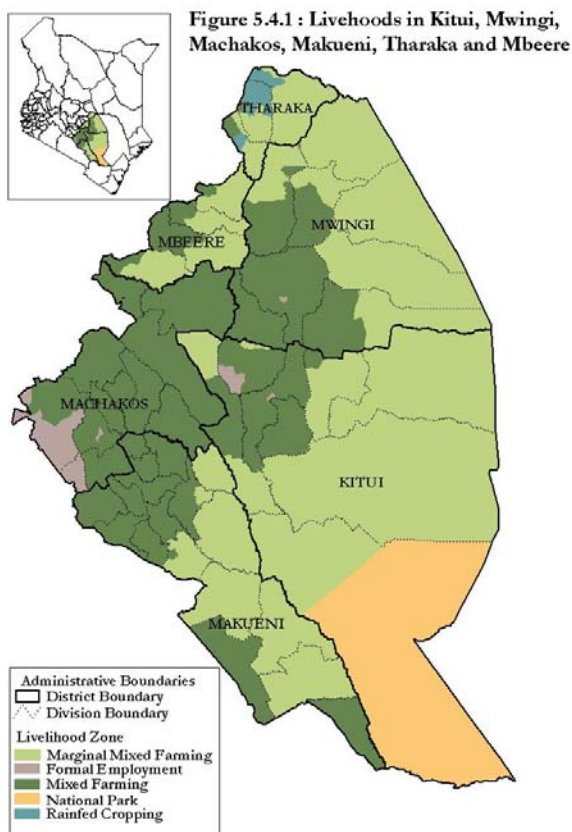 Figure 5.4.1 : Livehoods in Kitui, Mwingi,
Machakos, Makueni, Tharaka and Mbeere
THARAKA
MWINGI
MBEERE
MACHAKOS
KITUI
MAKUENI
Administrative Boundaries
District Boundary
Division Boundary
Livelihood Zone
Marginal Mixed Farming
Formal Employment
Mixed Farming
National Park
Rainfed Cropping